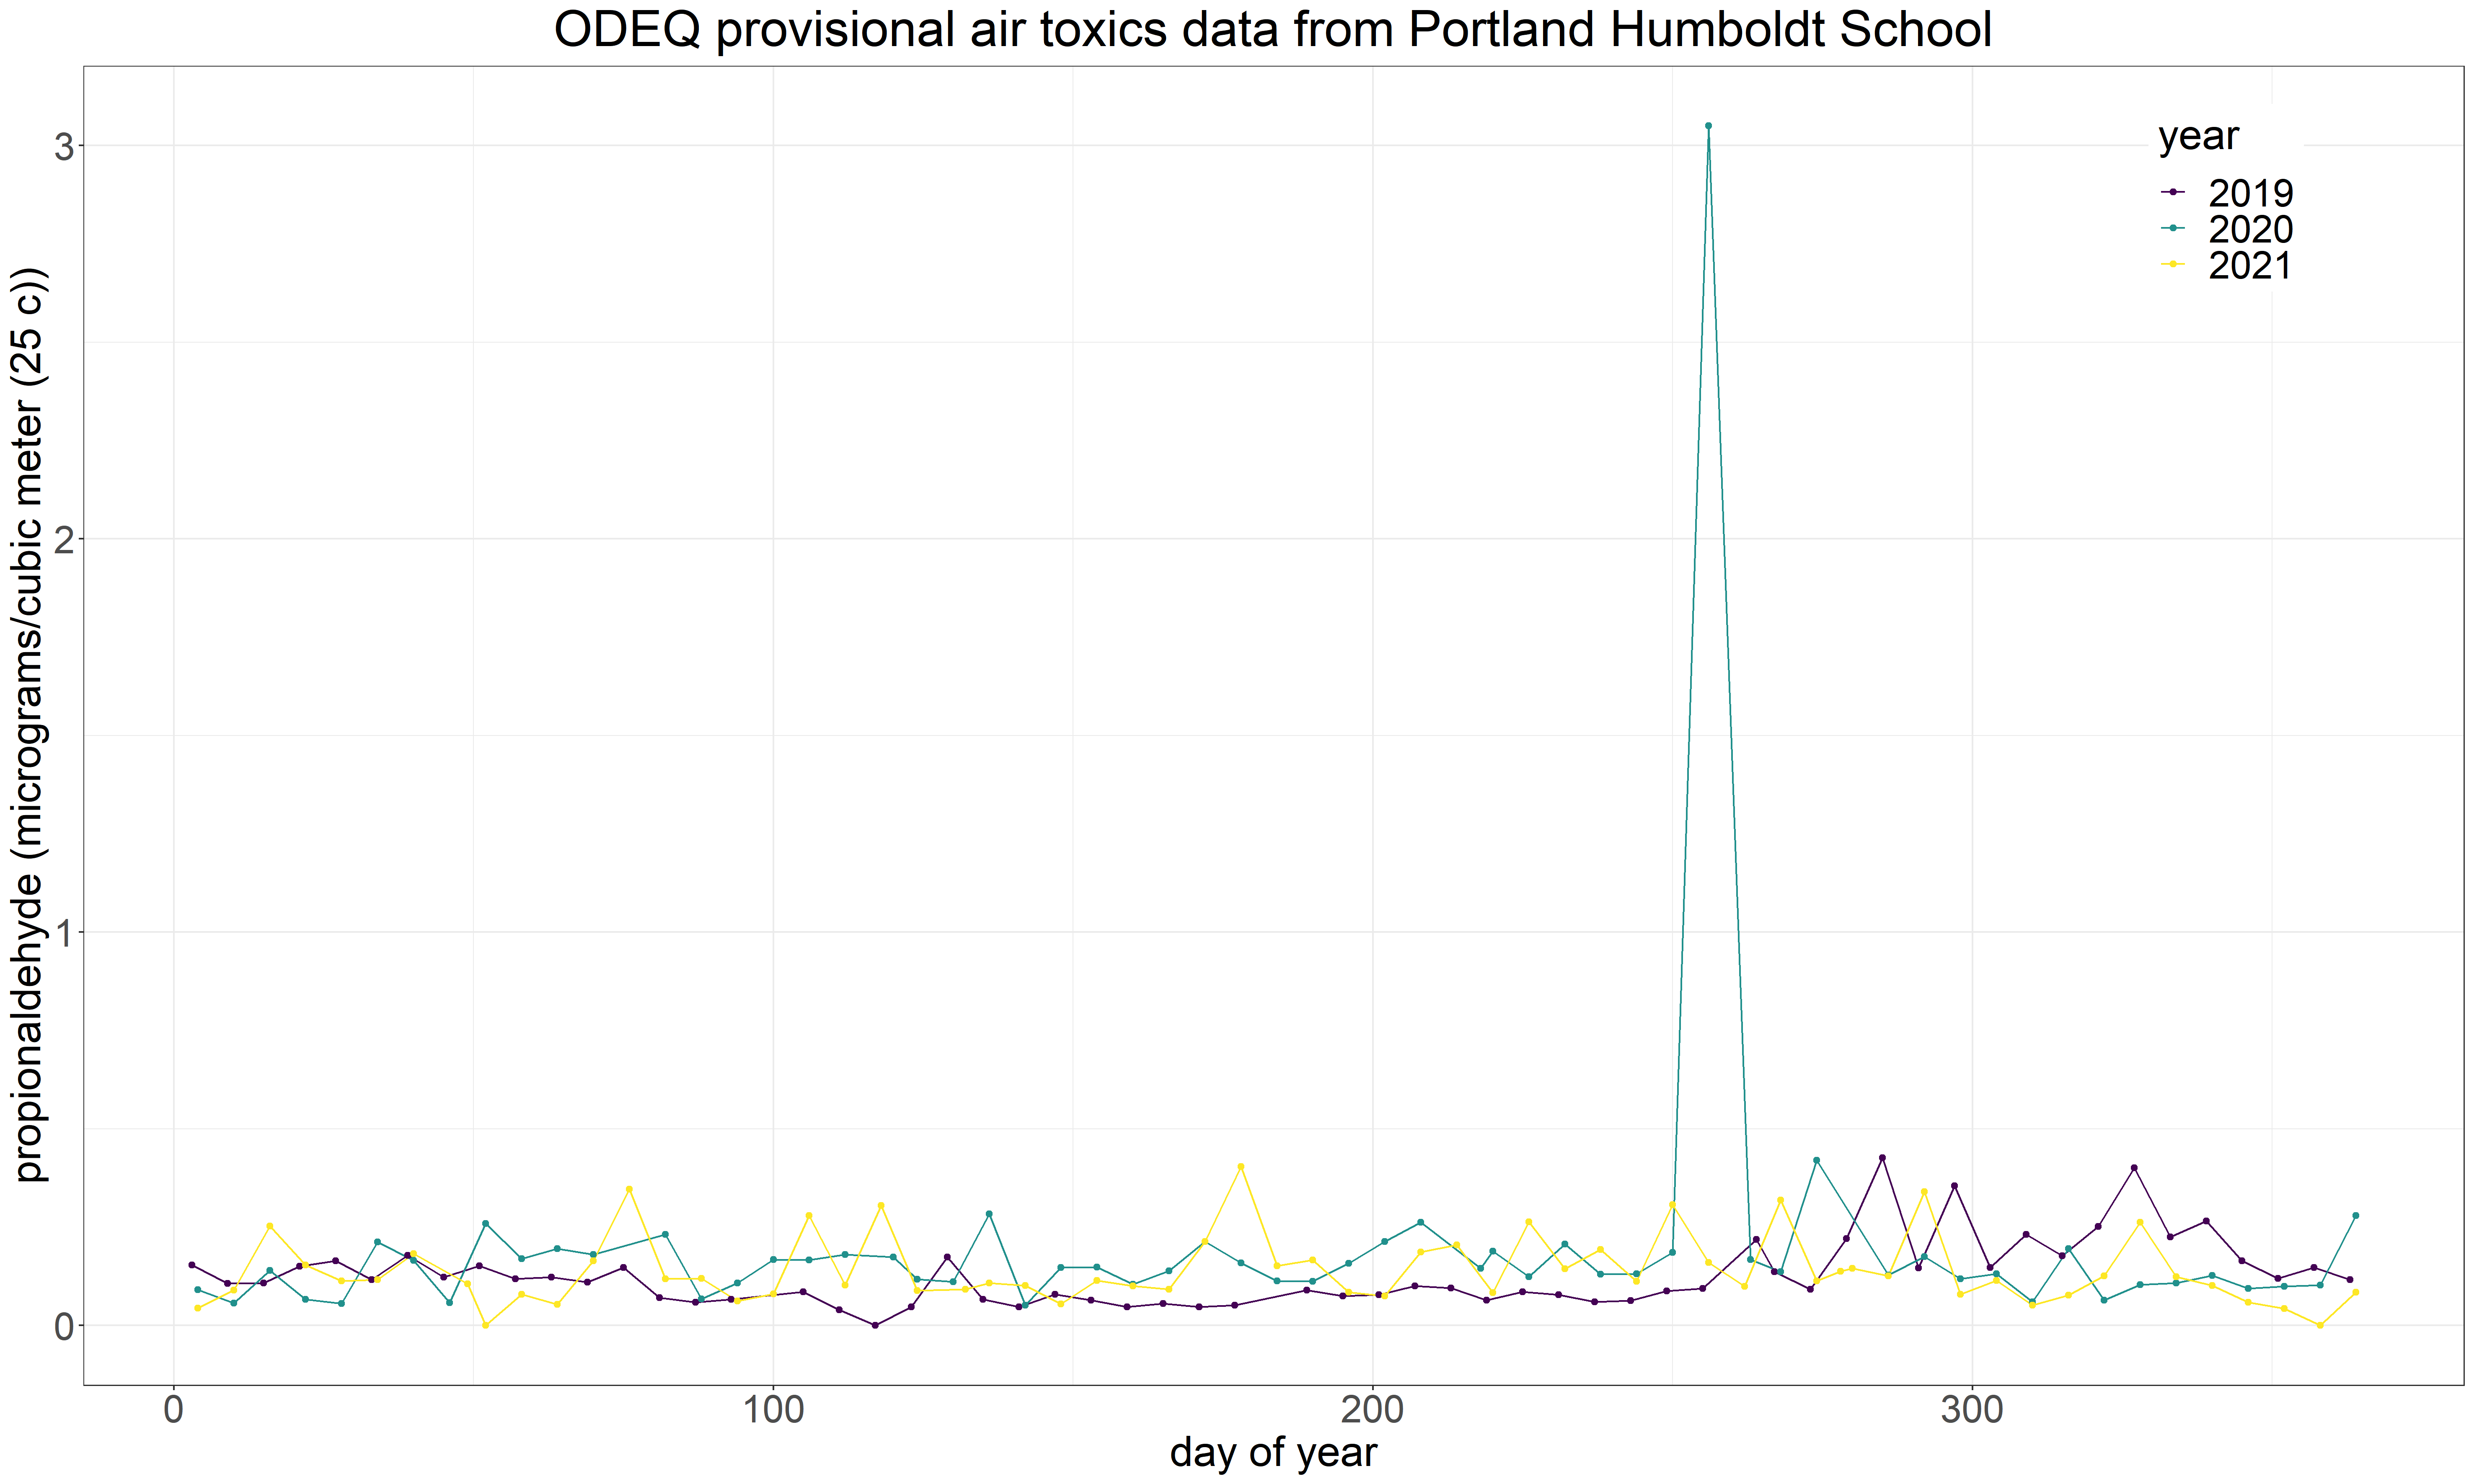 ODEQ provisional air toxics data from Portland Humboldt School
propionaldehyde (micrograms/cubic meter (25 c))
3
2
1
0
year
2019
2020
2021
0 100 200 300
day of year